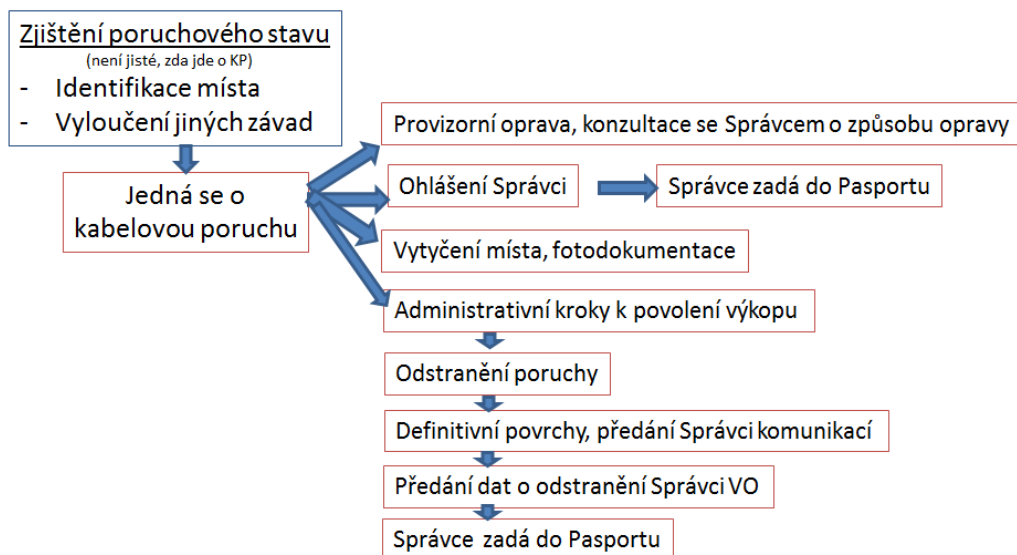 Zjištění poruchového stavu
(není jisté, zda jde o KP)
- Identifikace místa
- Vyloučení jiných závad
Jedná se o
kabelovou poruchu
Provizorní oprava, konzultace se Správcem o způsobu opravy
Ohlášení Správci
Správce zadá do Pasportu
Vytyčení místa, fotodokumentace
Administrativní kroky k povolení výkopu
Odstranění poruchy
Definitivní povrchy, předání Správci komunikací
Předání dat o odstranění Správci VO
Správce zadá do Pasportu